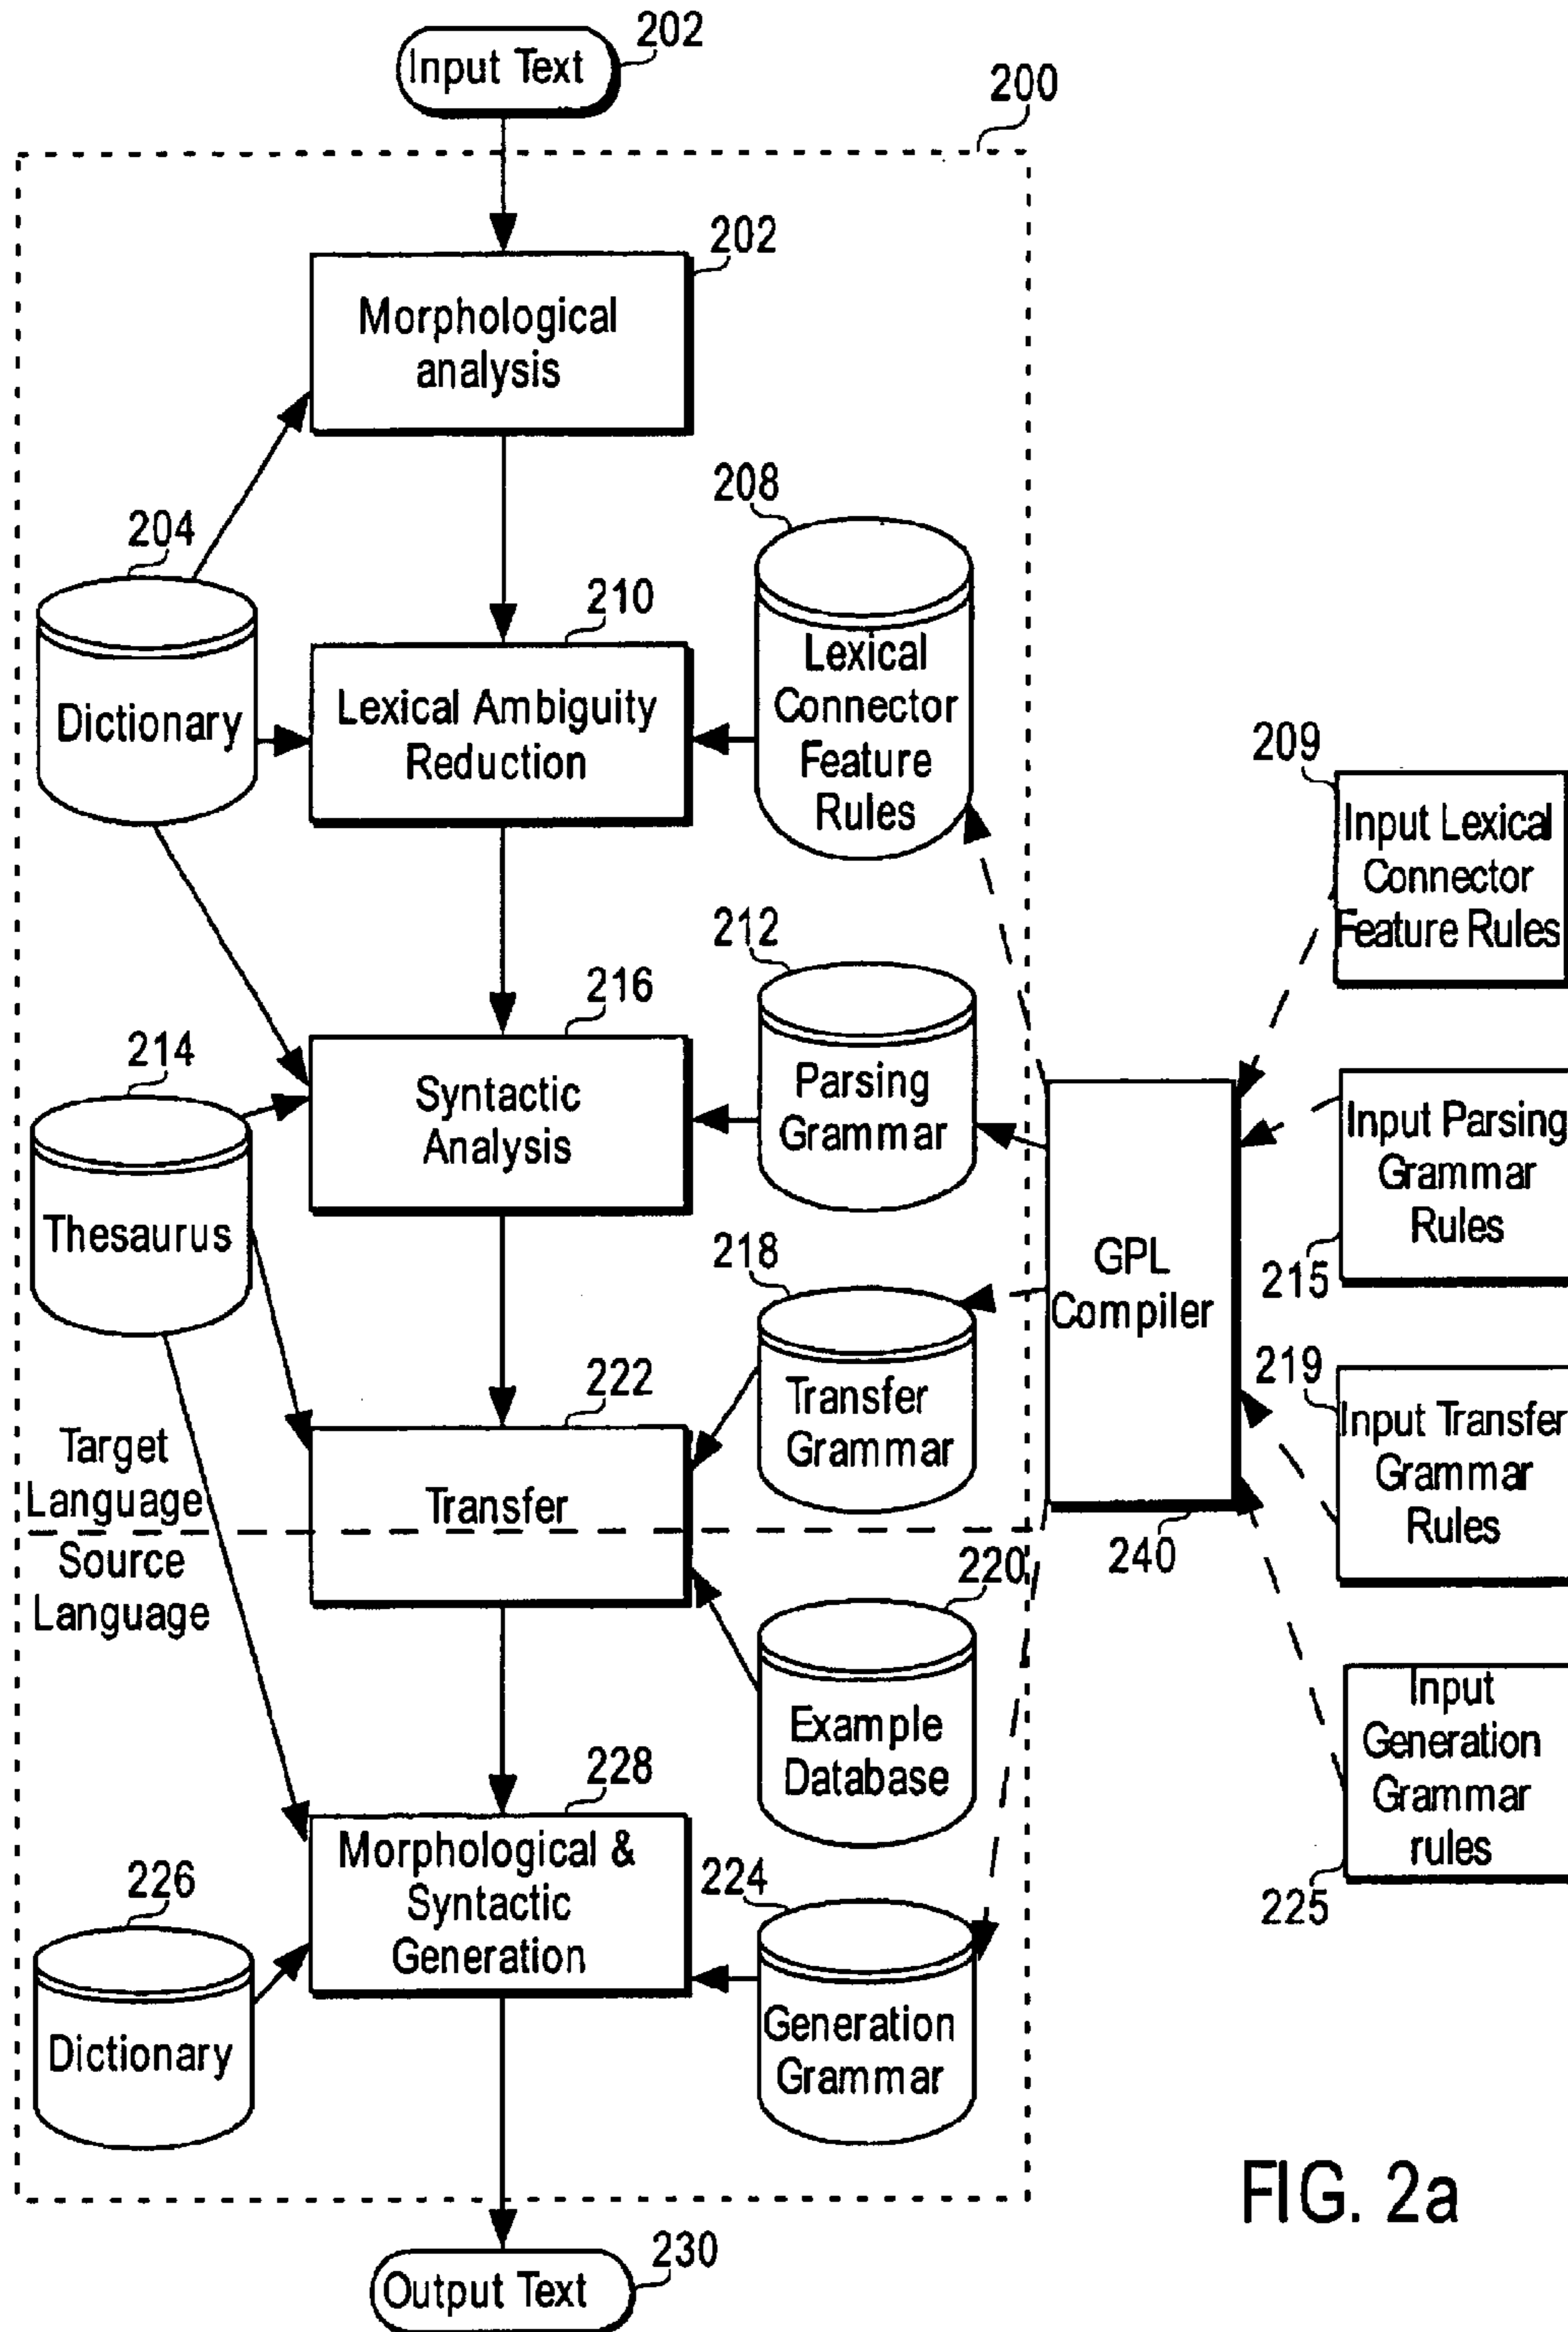 202
Input Text
200
202
Morphological
analysis
208
204
210
Lexical
Connector
Feature
Rules
Lexical Ambiguity
Reduction
Dictionary
209
Input Lexical
Connector
Feature Rules
212
216
214
Parsing
Grammar
Syntactic
Analysis
Input Parsing
Grammar
Rules
215
Thesaurus
GPL
Compiler
218
222
219
Transfer
Grammar
Input Transfer
Grammar
Rules
Target
Language
Transfer
240
Source
Language
220
Example
Database
Input
Generation
Grammar
rules
225
228
Morphological &
Syntactic
Generation
226
224
Dictionary
Generation
Grammar
FIG. 2a
230
Output Text